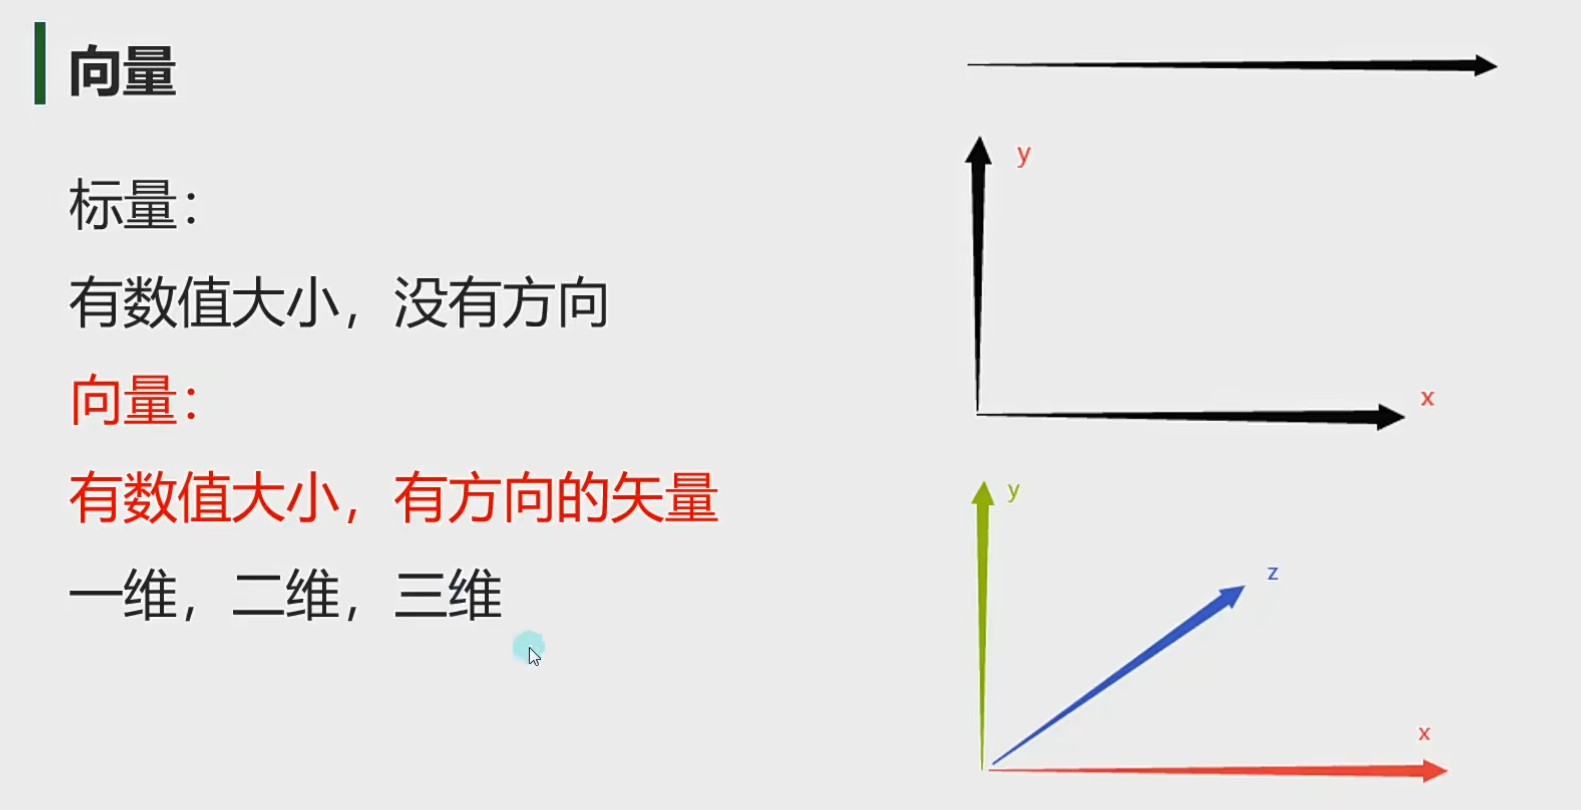 向量
标量：
有数值大小，没有方向
向量：
有数值大小，有方向的矢量
一维，二维，三维
y
x
y
z
x